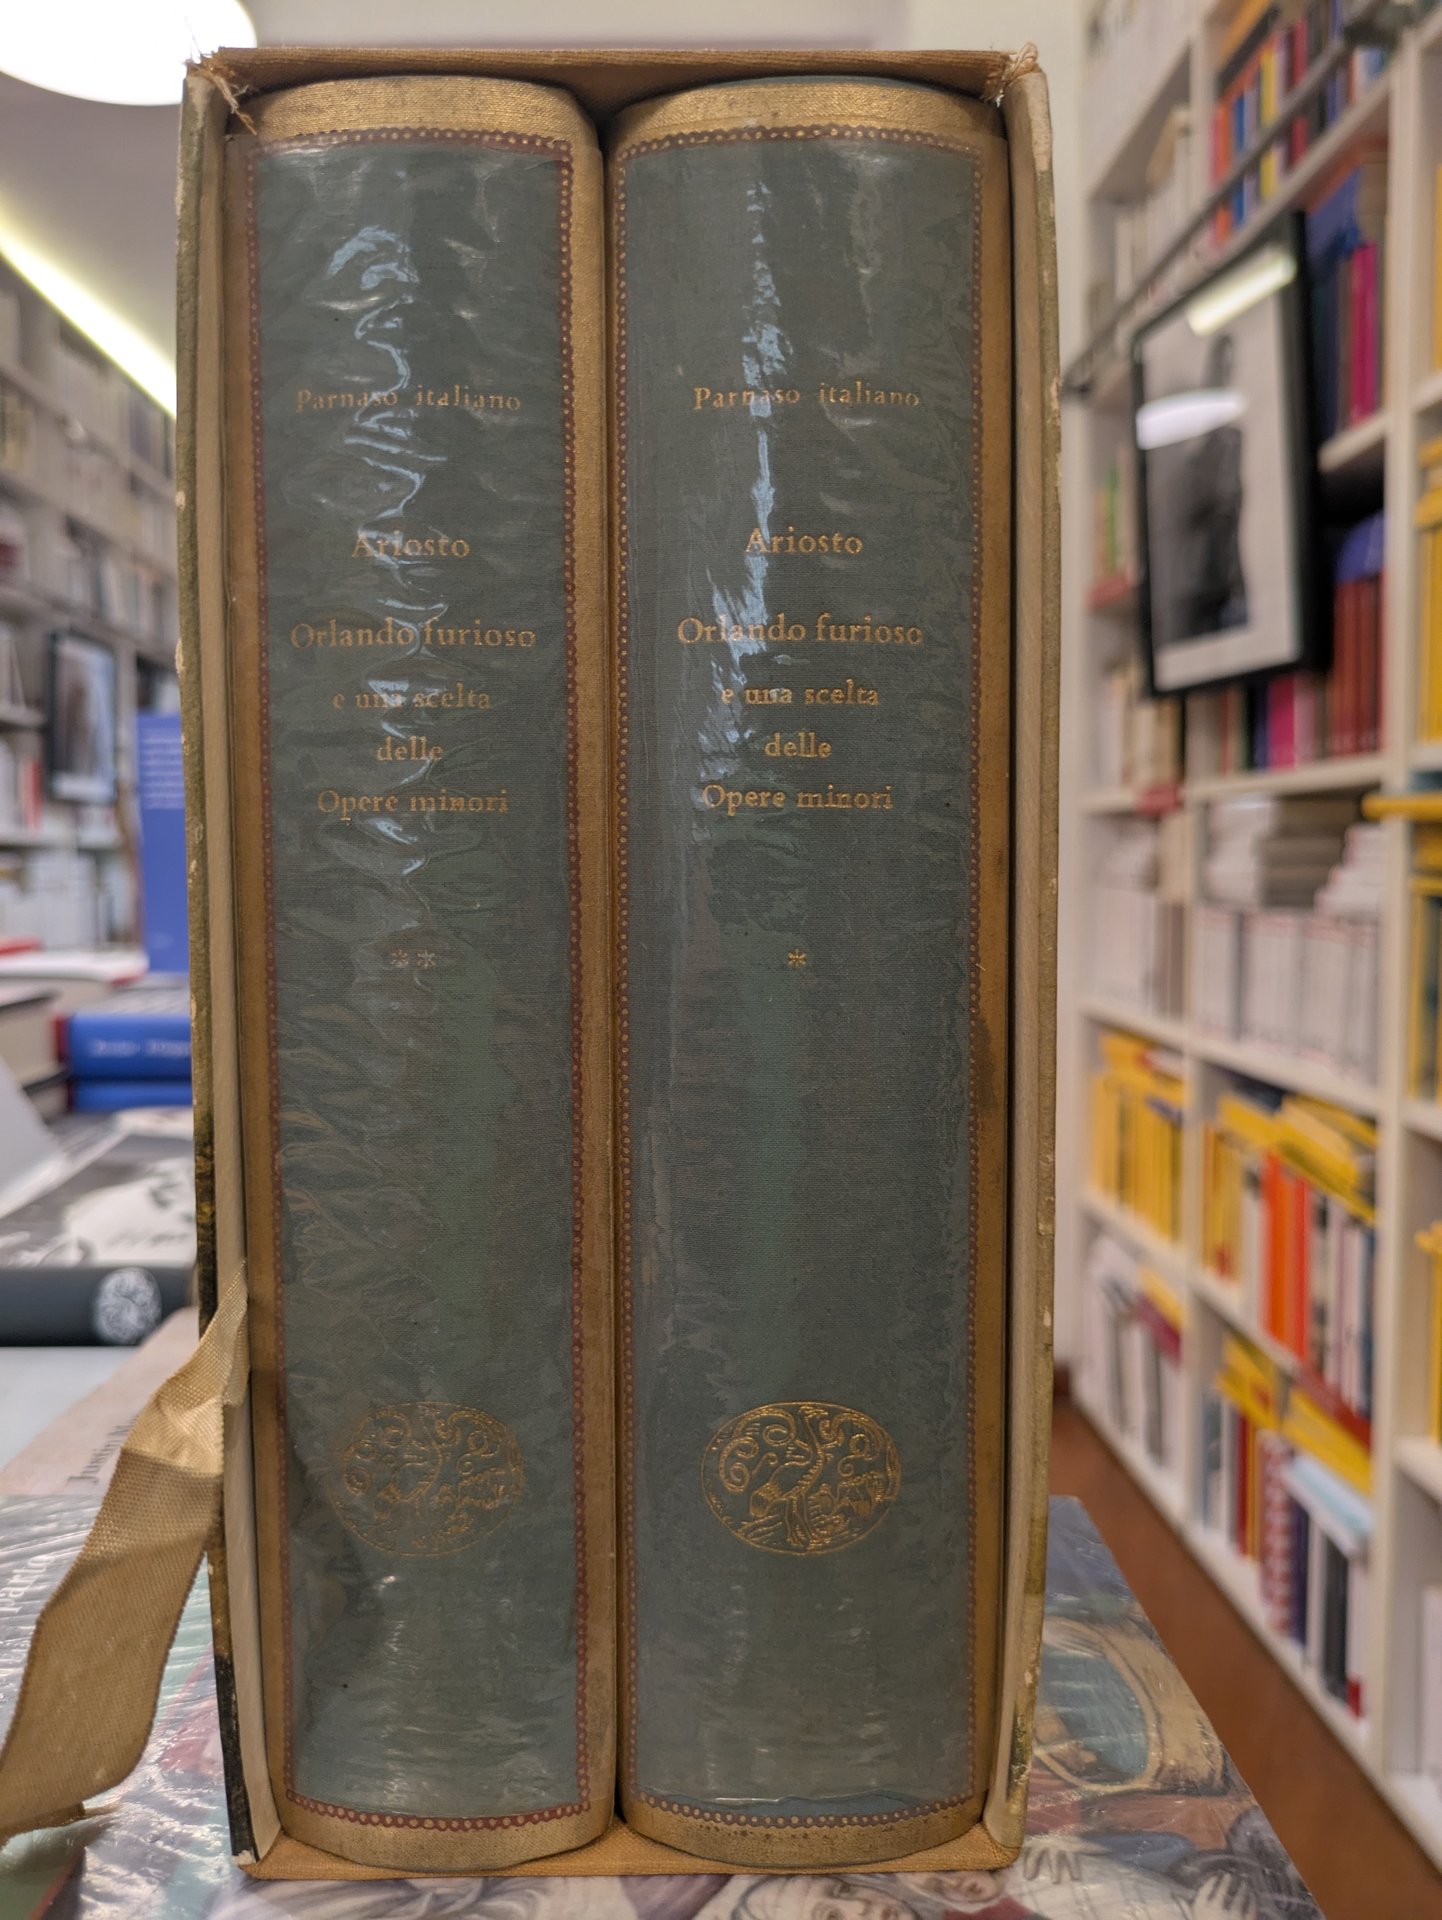 Parnaso italiano
Ariosto
Orlando furioso
e una scelta
delle
Opere minori
**
Parnaso italiano
Ariosto
Orlando furioso
e una scelta
delle
Opere minori
*